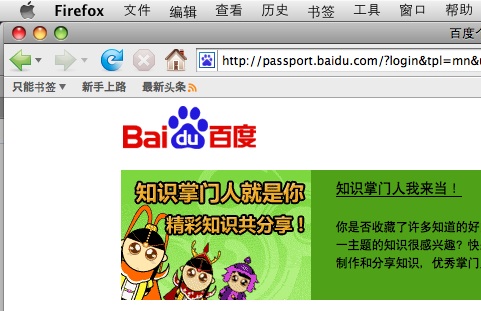 Firefox 文件 编辑 查看 历史 书签 工具 窗口 帮助
百度
http://passport.baidu.com/?login&tpl=mn&
只能书签 新手上路 最新头条
Baidu百度
知识掌门人就是你
精彩知识共分享！
知识掌门人我来当！
你是否收藏了许多知道的好
一主题的知识很感兴趣？快
制作和分享知识，优秀掌门